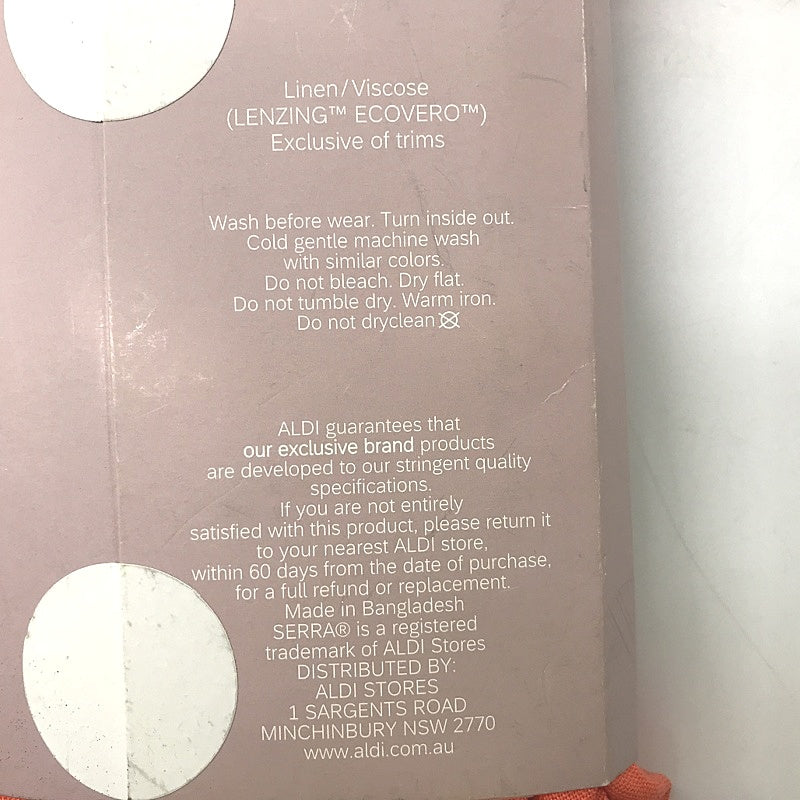 Linen/Viscose
(LENZING™ ECOVERO™)
Exclusive of trims
Wash before wear. Turn inside out.
Cold gentle machine wash
with similar colors.
Do not bleach. Dry flat.
Do not tumble dry. Warm iron.
Do not dryclean
ALDI guarantees that
our exclusive brand products
are developed to our stringent quality
specifications.
If you are not entirely
satisfied with this product, please return it
to your nearest ALDI store,
within 60 days from the date of purchase,
for a full refund or replacement.
Made in Bangladesh
SERRA® is a registered
trademark of ALDI Stores
DISTRIBUTED BY:
ALDI STORES
1 SARGENTS ROAD
MINCHINBURY NSW 2770
www.aldi.com.au